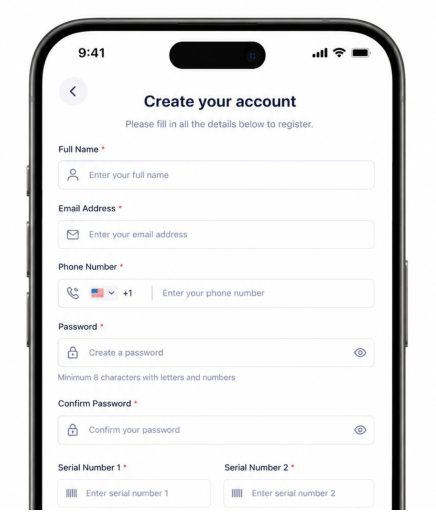 9:41
Create your account
Please fill in all the details below to register.
Full Name *
Enter your full name
Email Address *
Enter your email address
Phone Number *
+1 Enter your phone number
Password *
Create a password
Minimum 8 characters with letters and numbers
Confirm Password *
Confirm your password
Serial Number 1 * Serial Number 2 *
Enter serial number 1 Enter serial number 2